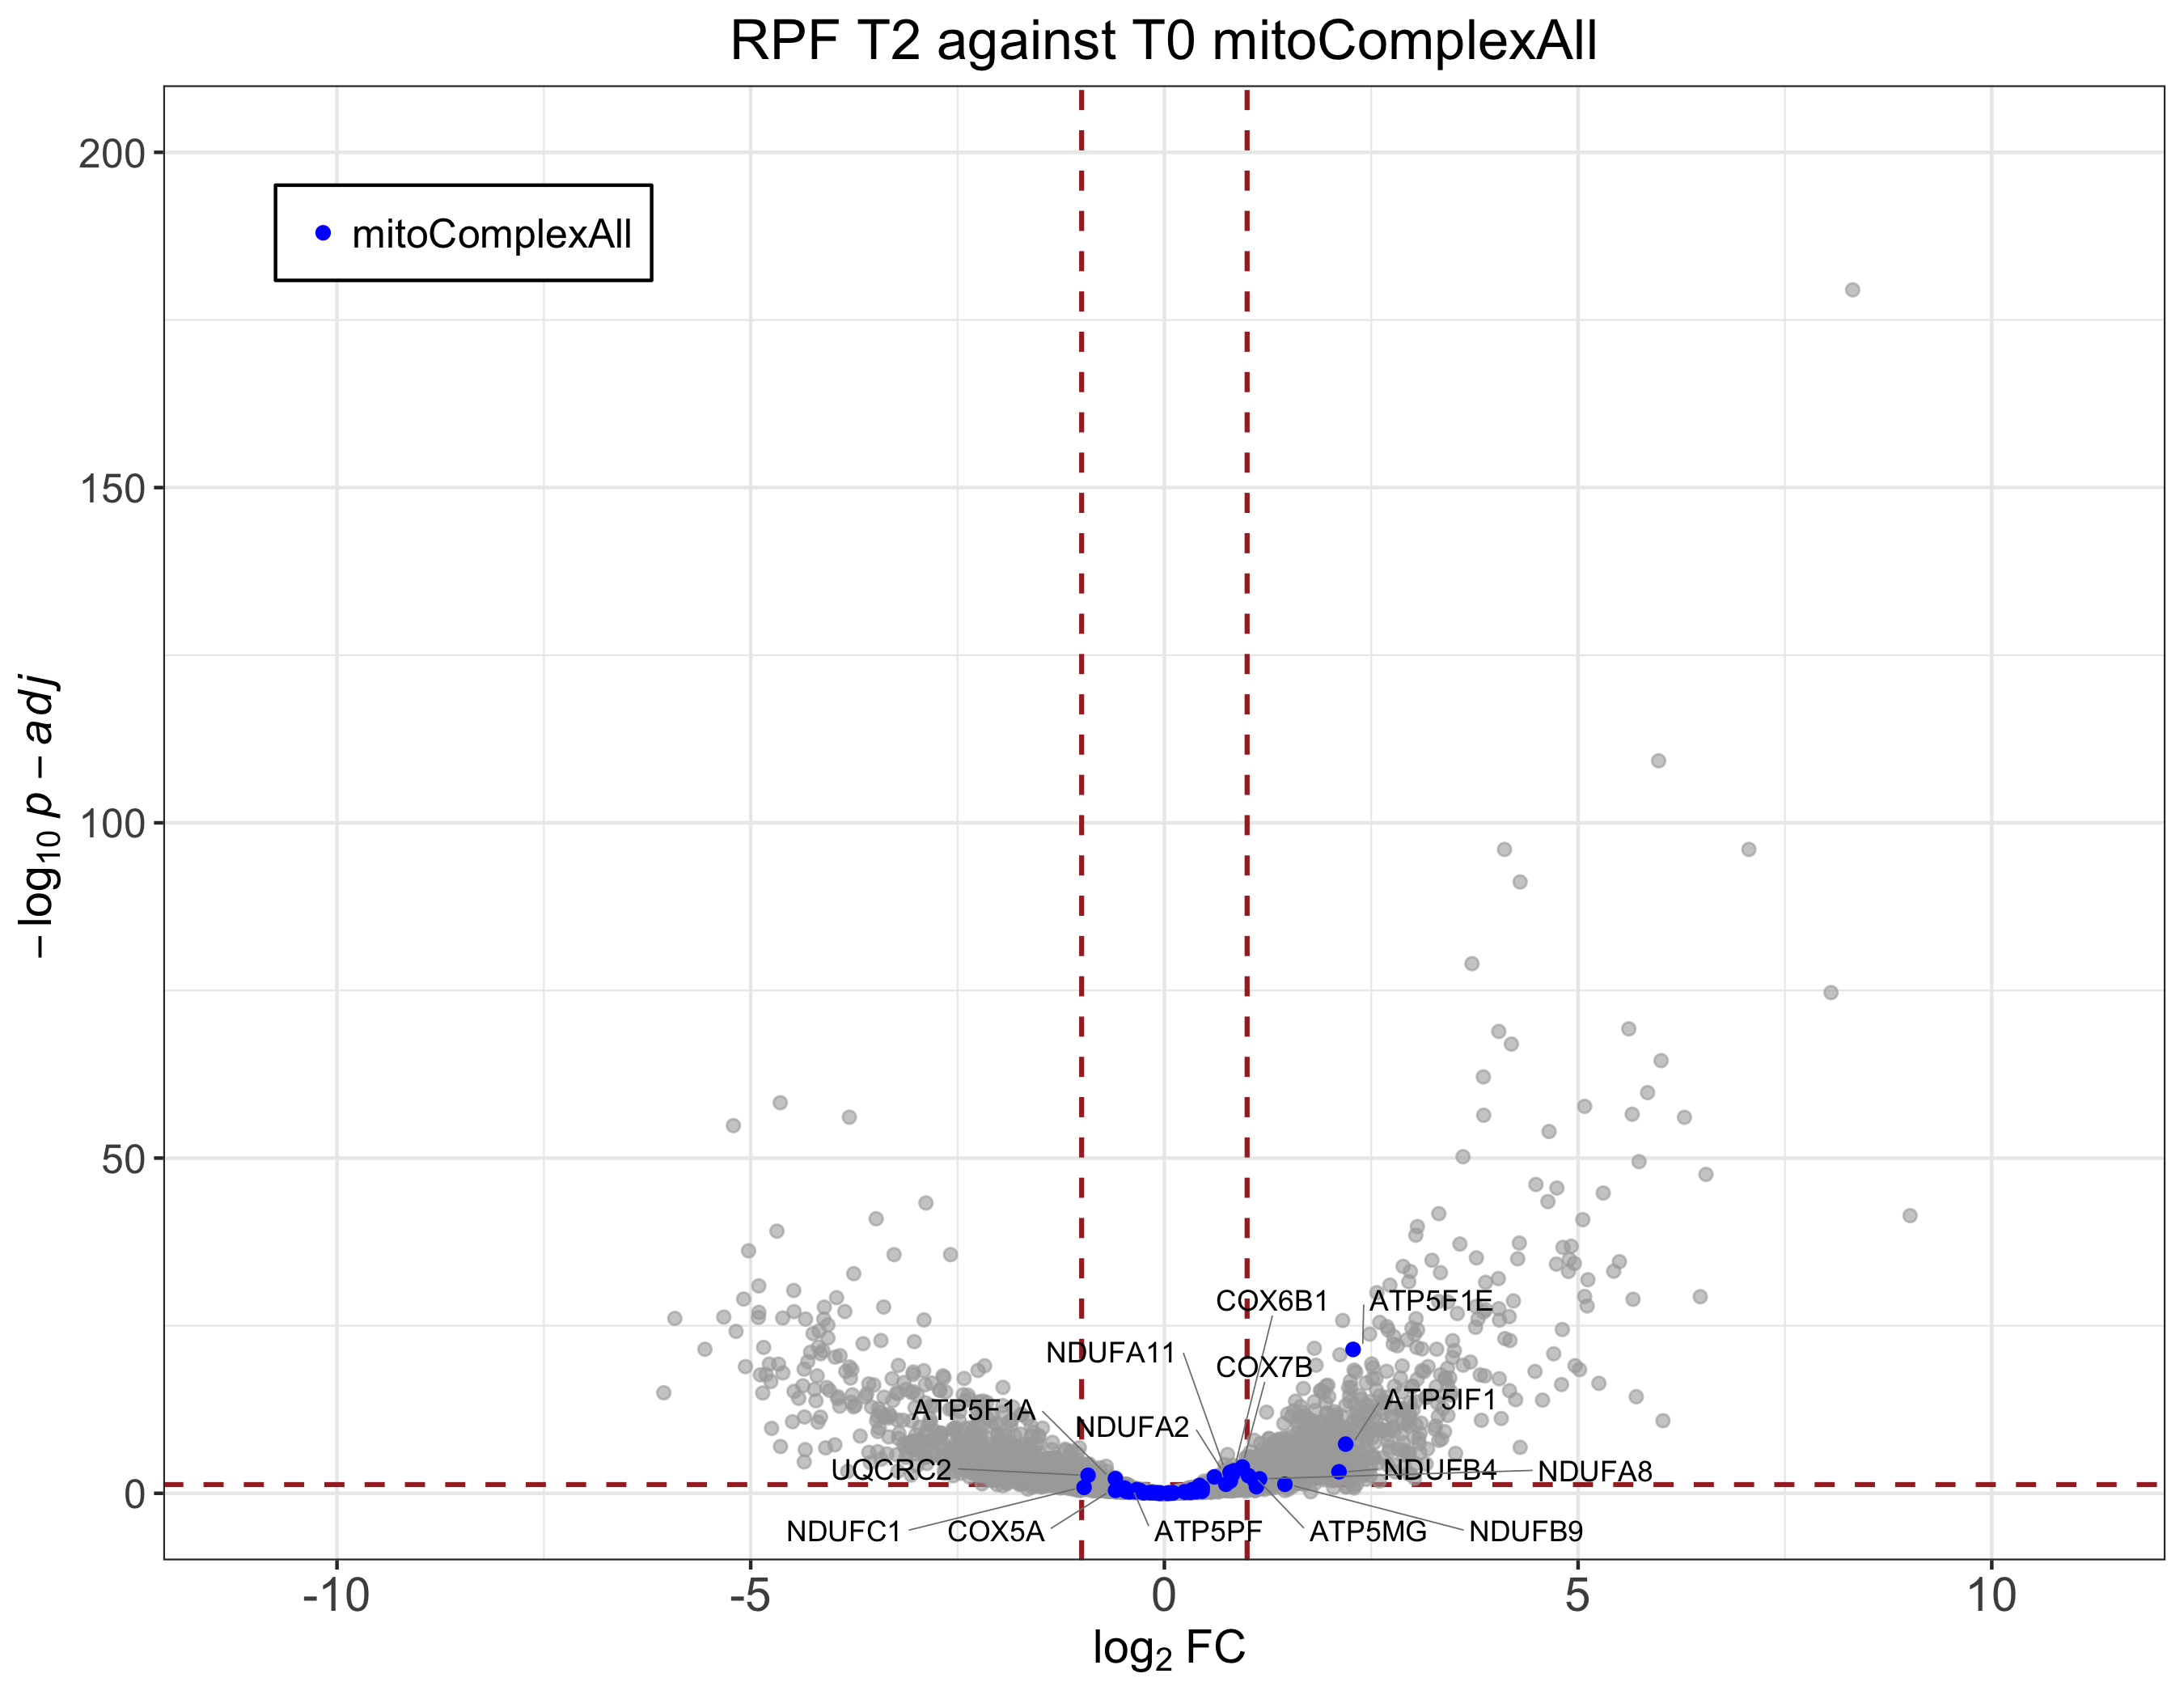 RPF T2 against T0 mitoComplexAll
200
mitoComplexAll
150
100
50
0
−log10 p − adj
COX6B1
ATP5F1E
NDUFA11
COX7B
ATP5IF1
ATP5F1A
NDUFA2
UQCRC2
NDUFB4
NDUFA8
NDUFC1
COX5A
ATP5PF
ATP5MG
NDUFB9
-10
-5
0
5
10
log2 FC